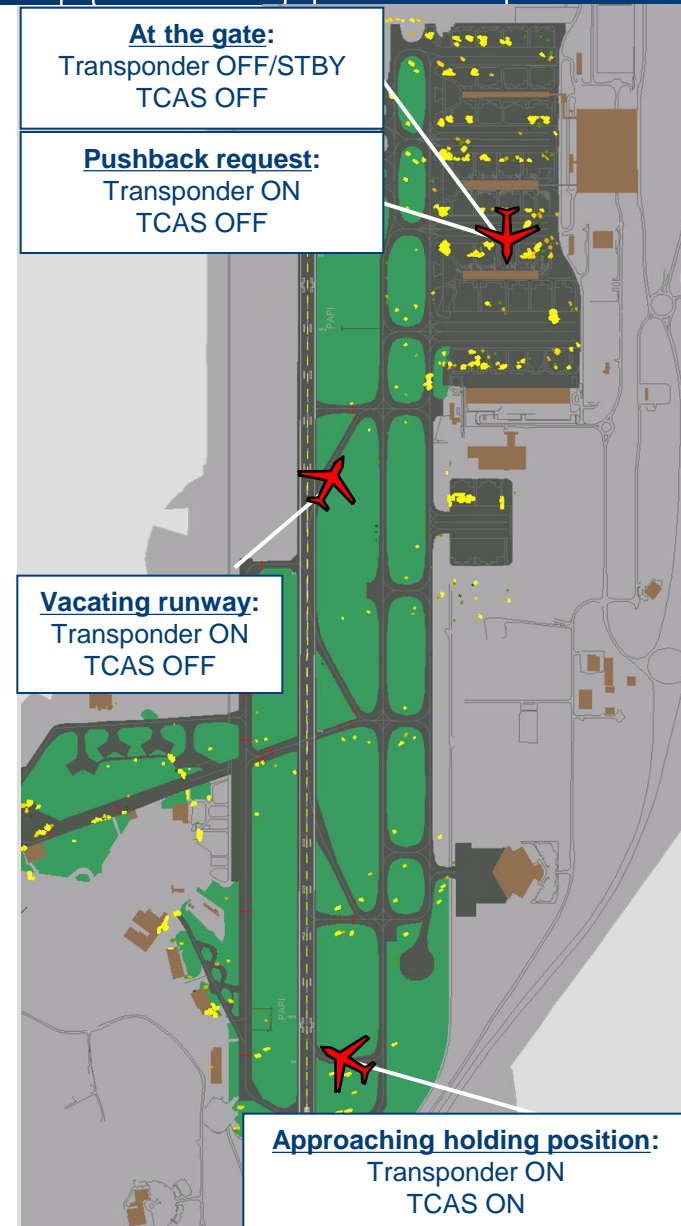 At the gate:
Transponder OFF/STBY
TCAS OFF
Pushback request:
Transponder ON
TCAS OFF
PAPI
Vacating runway:
Transponder ON
TCAS OFF
PAPI
Approaching holding position:
Transponder ON
TCAS ON